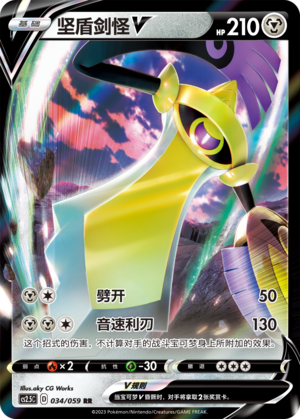 基础
坚盾剑怪V
HP 210
劈开 50
音速利刃 130
这个招式的伤害，不计算对手的战斗宝可梦身上所附加的效果。
弱点 ×2 抗性 -30 撤退
V规则
当宝可梦V昏厥时，对手将拿取2张奖赏卡。
Illus.aky CG Works
CS2.5C D 034/059 RR
©2023 Pokémon/Nintendo/Creatures/GAME FREAK.